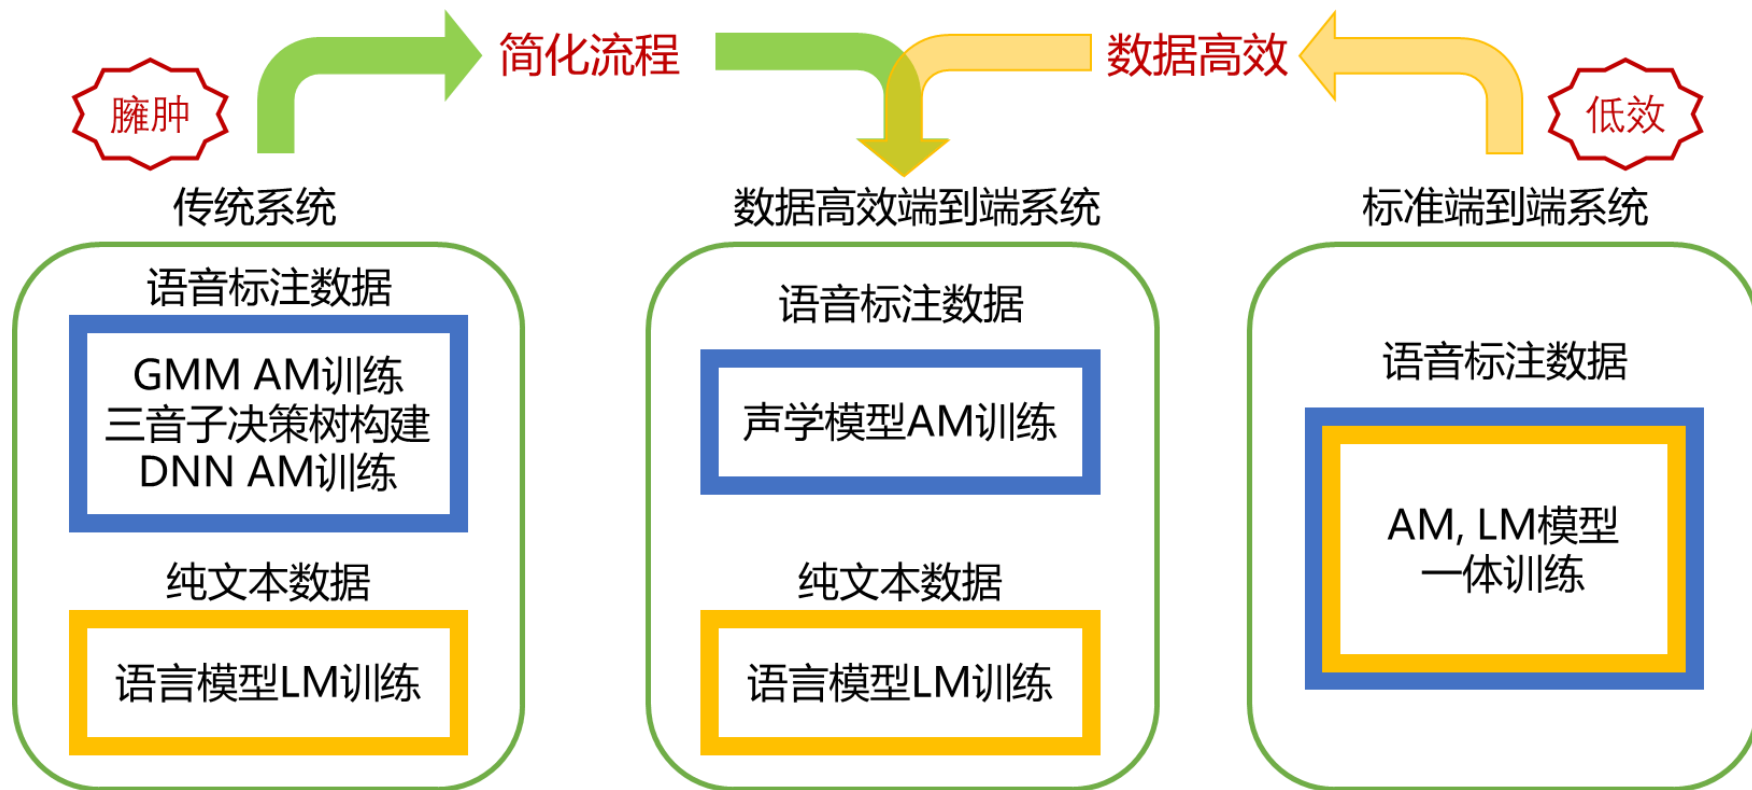 简化流程
数据高效
臃肿
低效
传统系统
语音标注数据
GMM AM训练
三音子决策树构建
DNN AM训练
纯文本数据
语言模型LM训练
数据高效端到端系统
语音标注数据
声学模型AM训练
纯文本数据
语言模型LM训练
标准端到端系统
语音标注数据
AM, LM模型
一体训练